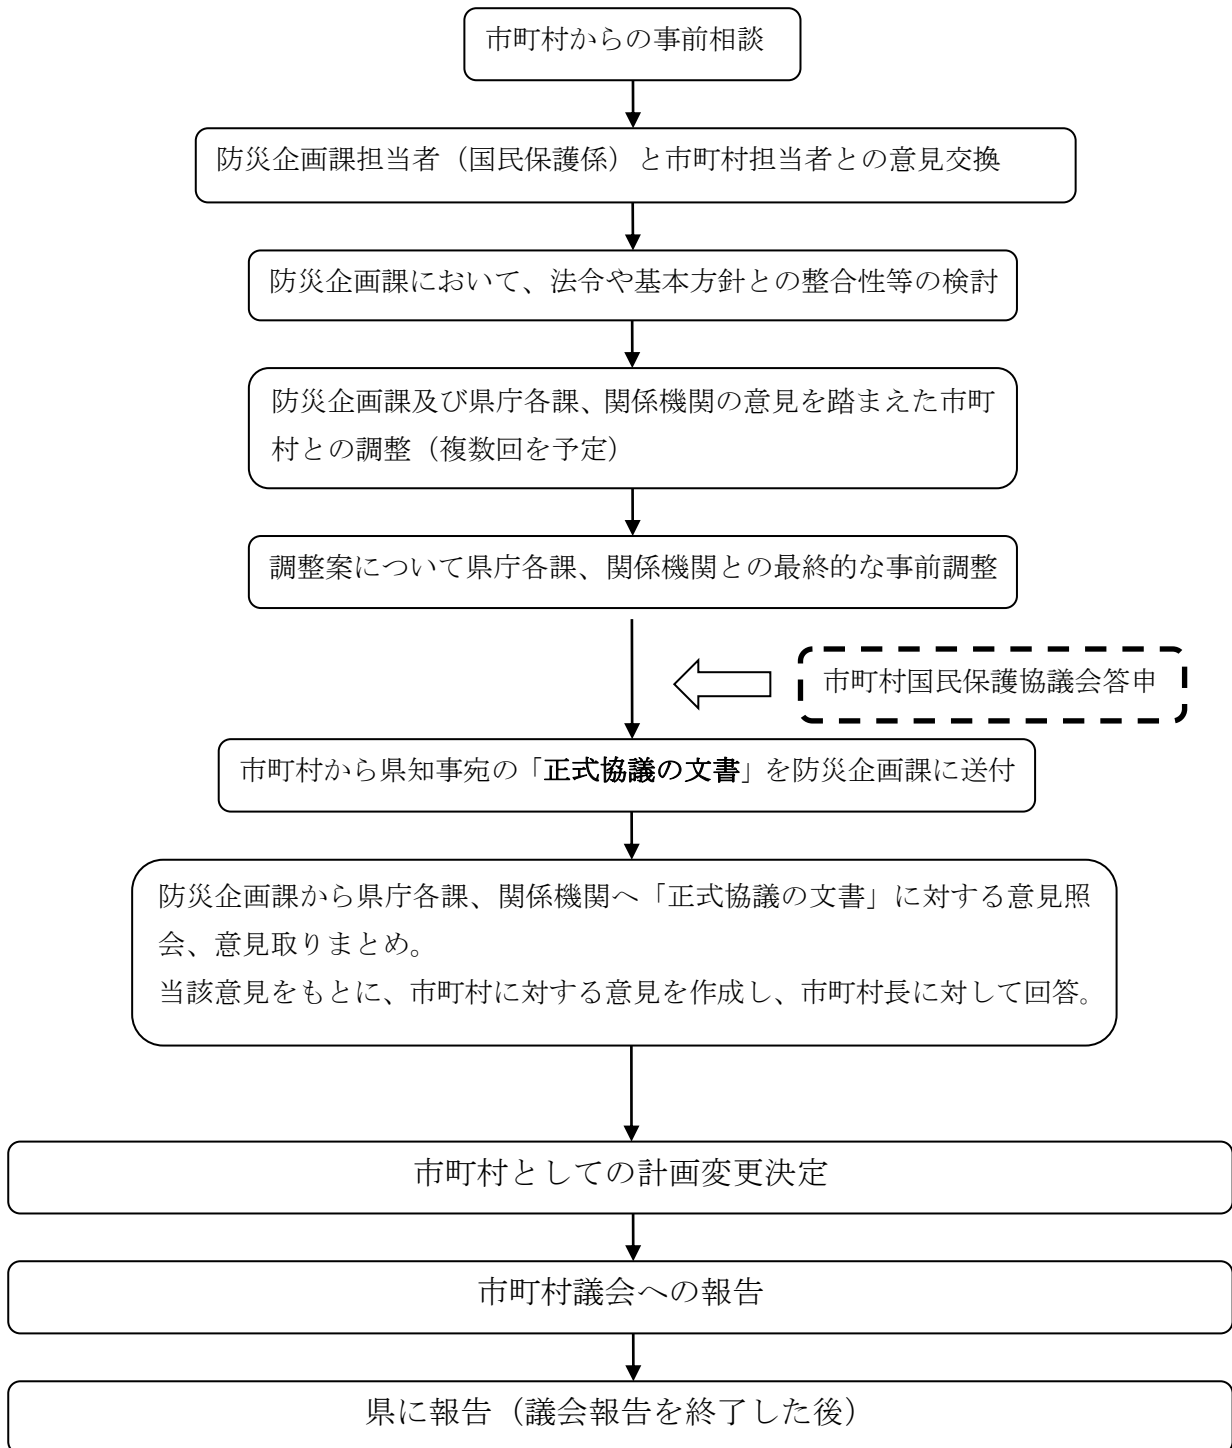 市町村からの事前相談
防災企画課担当者（国民保護係）と市町村担当者との意見交換
防災企画課において、法令や基本方針との整合性等の検討
防災企画課及び県庁各課、関係機関の意見を踏まえた市町
村との調整（複数回を予定）
調整案について県庁各課、関係機関との最終的な事前調整
市町村国民保護協議会答申
市町村から県知事宛の「正式協議の文書」を防災企画課に送付
防災企画課から県庁各課、関係機関へ「正式協議の文書」に対する意見照
会、意見取りまとめ。
当該意見をもとに、市町村に対する意見を作成し、市町村長に対して回答。
市町村としての計画変更決定
市町村議会への報告
県に報告（議会報告を終了した後）